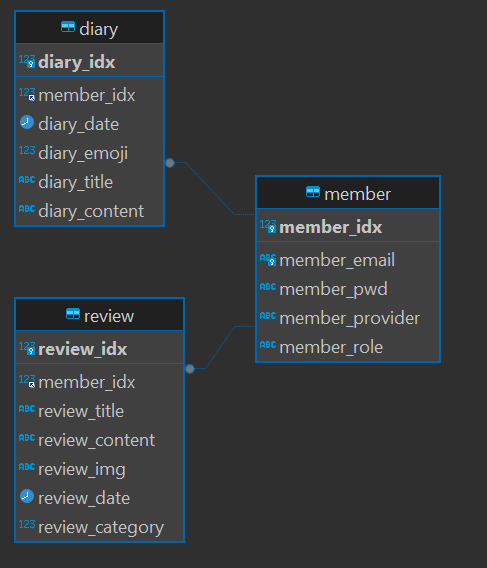 diary
123 diary_idx
123 member_idx
diary_date
123 diary_emoji
ABC diary_title
ABC diary_content
member
123 member_idx
ABC member_email
ABC member_pwd
ABC member_provider
ABC member_role
review
123 review_idx
123 member_idx
ABC review_title
ABC review_content
ABC review_img
review_date
123 review_category